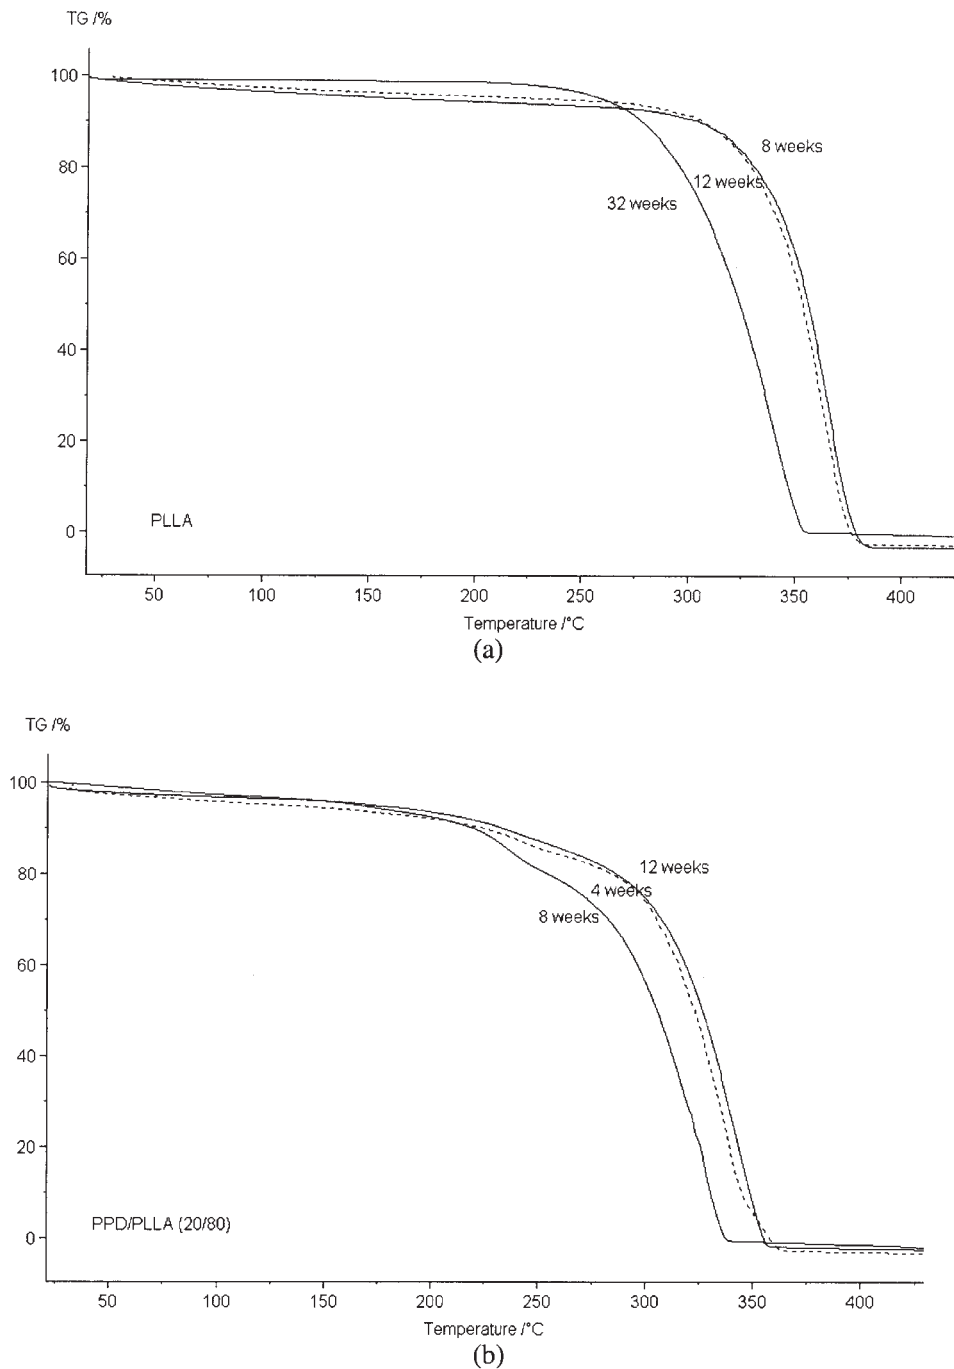 TG /%
100
80
60
40
20
0
8 weeks
12 weeks
32 weeks
PLLA
50 100 150 200 250 300 350 400
Temperature /°C
(a)
TG /%
100
80
60
40
20
0
12 weeks
4 weeks
8 weeks
PPD/PLLA (20/80)
50 100 150 200 250 300 350 400
Temperature /°C
(b)